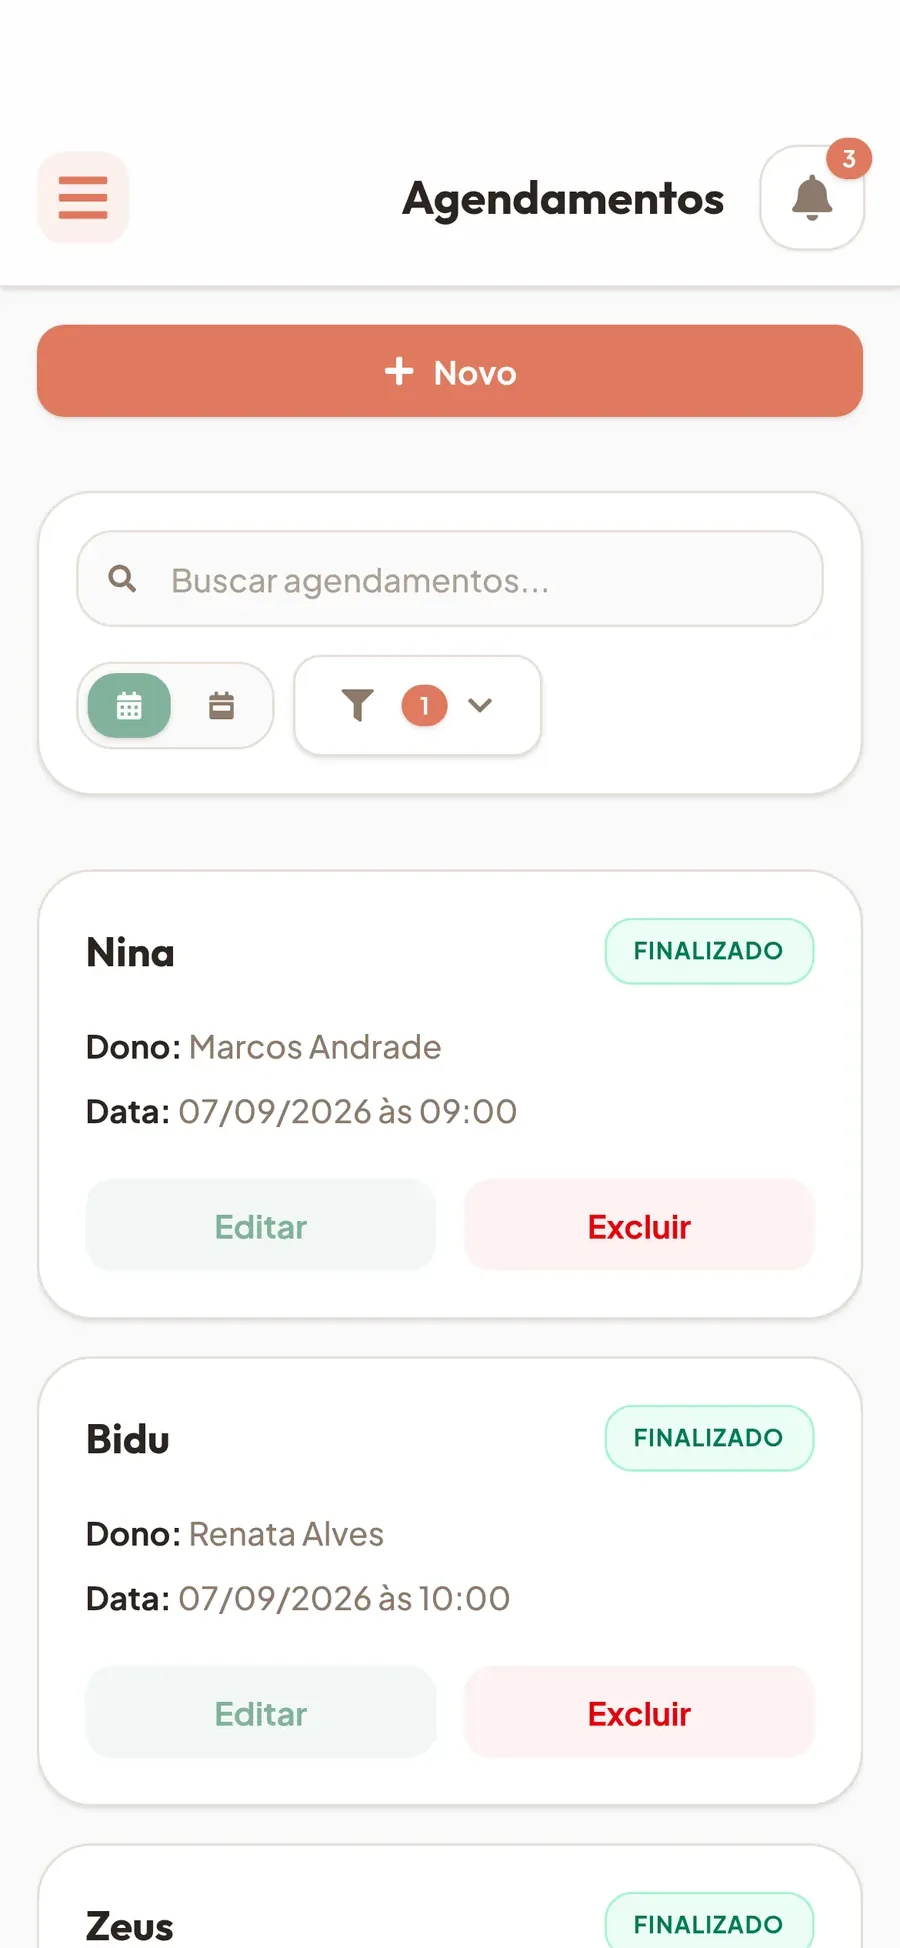 Agendamentos
3
Novo
Buscar agendamentos...
1
Nina
FINALIZADO
Dono: Marcos Andrade
Data: 07/09/2026 às 09:00
Editar
Excluir
Bidu
FINALIZADO
Dono: Renata Alves
Data: 07/09/2026 às 10:00
Editar
Excluir
Zeus
FINALIZADO